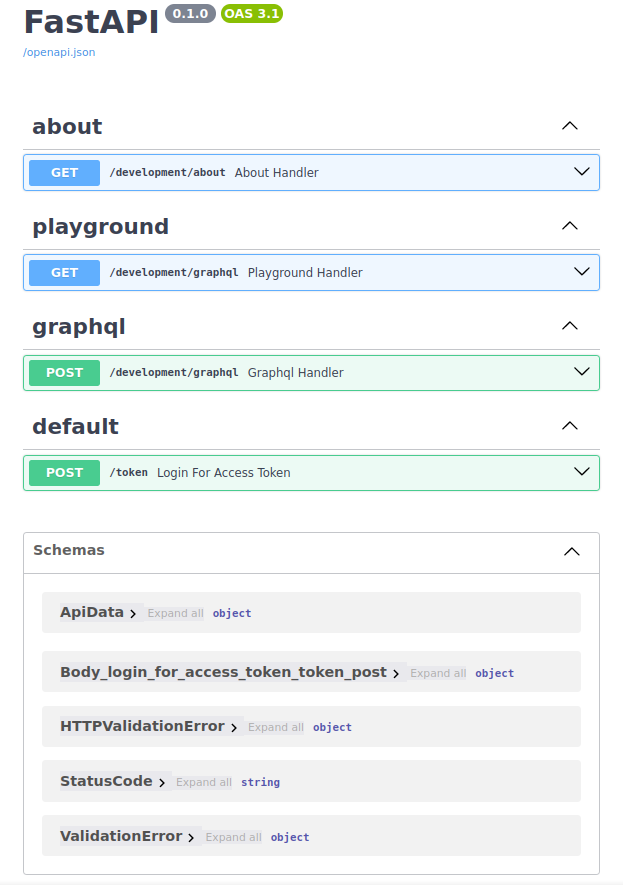 FastAPI 0.1.0 OAS 3.1
/openapi.json
about
GET /development/about About Handler
playground
GET /development/graphql Playground Handler
graphql
POST /development/graphql Graphql Handler
default
POST /token Login For Access Token
Schemas
ApiData Expand all object
Body_login_for_access_token_token_post Expand all object
HTTPValidationError Expand all object
StatusCode Expand all string
ValidationError Expand all object